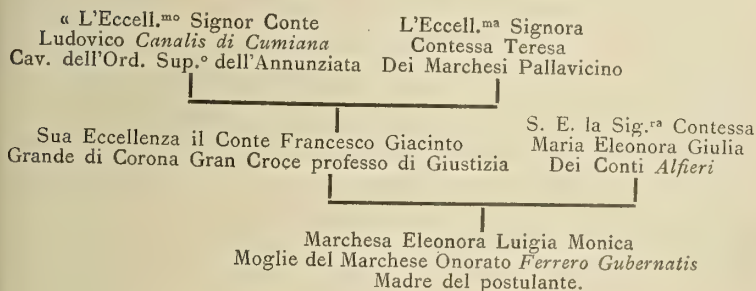 « L'Eccell.ᵐᵒ Signor Conte
Ludovico Canalis di Cumiana
Cav. dell'Ord. Sup.º dell'Annunziata
L'Eccell.ᵐᵃ Signora
Contessa Teresa
Dei Marchesi Pallavicino
Sua Eccellenza il Conte Francesco Giacinto
Grande di Corona Gran Croce professo di Giustizia
S. E. la Sig.ʳᵃ Contessa
Maria Eleonora Giulia
Dei Conti Alfieri
Marchesa Eleonora Luigia Monica
Moglie del Marchese Onorato Ferrero Gubernatis
Madre del postulante.